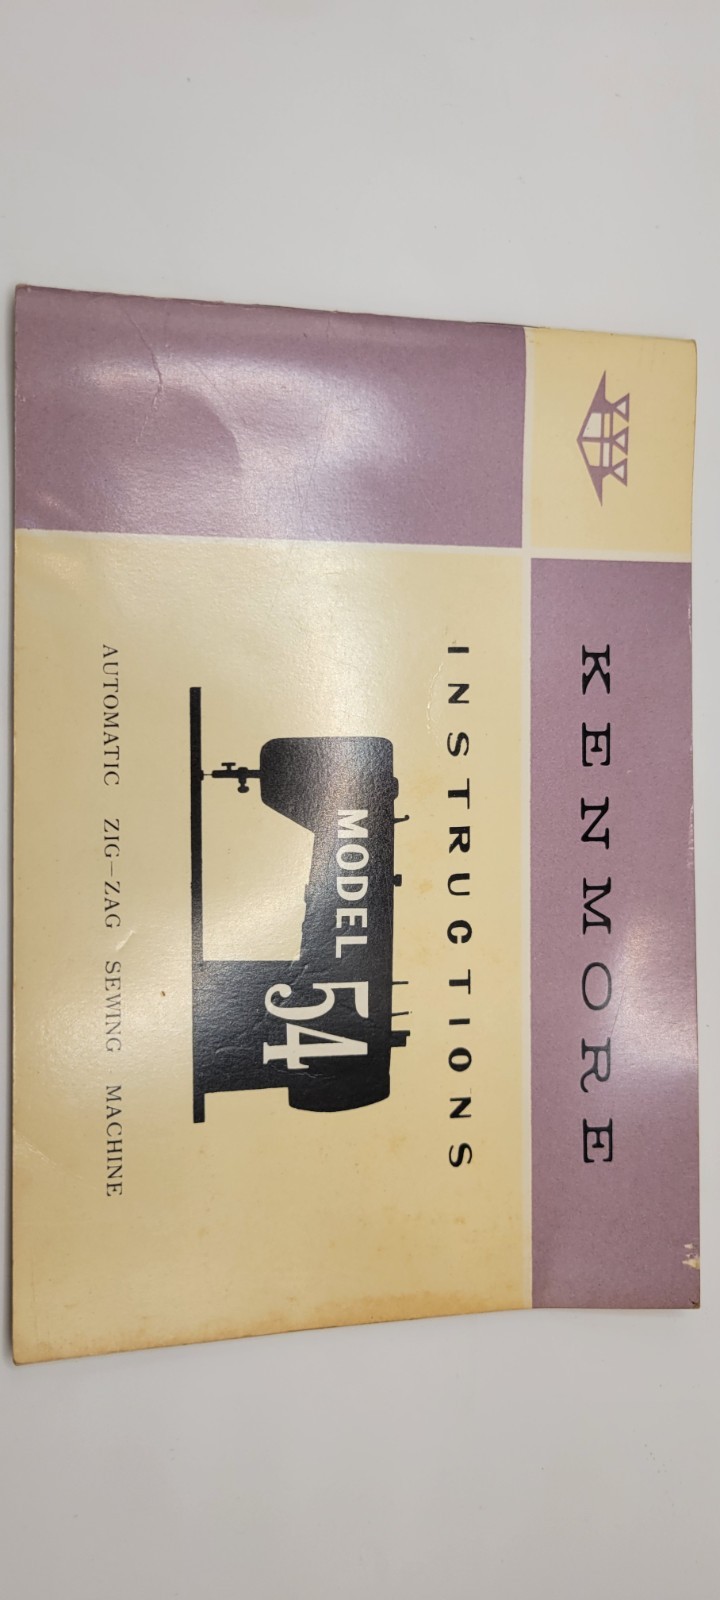 KENMORE
INSTRUCTIONS
MODEL 54
AUTOMATIC ZIG-ZAG SEWING MACHINE